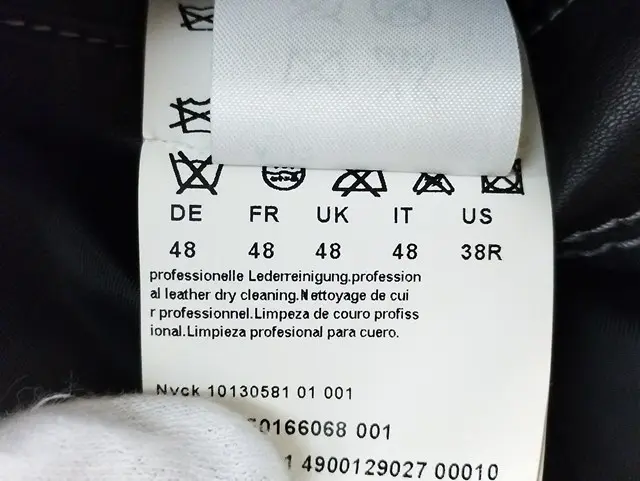 DE FR UK IT US
48 48 48 48 38R
professionelle Lederreinigung.profession
al leather dry cleaning.Nettoyage de cui
r professionnel.Limpeza de couro profiss
ional.Limpieza profesional para cuero.
Nvck 10130581 01 001
0166068 001
1 4900129027 00010